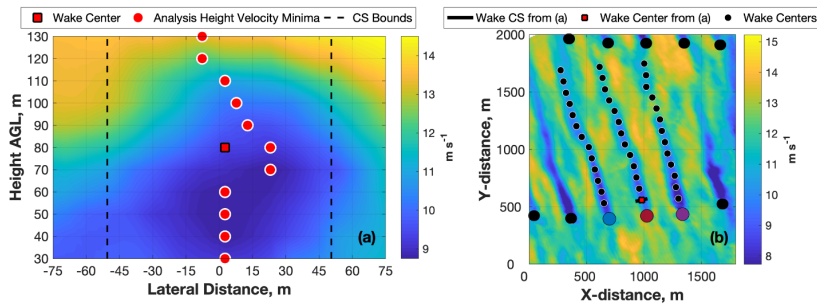 Wake Center Analysis Height Velocity Minima CS Bounds
130
120
110
100
90
80
70
60
50
40
30
Height AGL, m
-75 -60 -45 -30 -15 0 15 30 45 60 75
Lateral Distance, m
(a)
14
13
12
11
10
9
m s-1
Wake CS from (a) Wake Center from (a) Wake Centers
2000
1500
1000
500
0
Y-distance, m
0 500 1000 1500
X-distance, m
(b)
15
14
13
12
11
10
9
8
m s-1